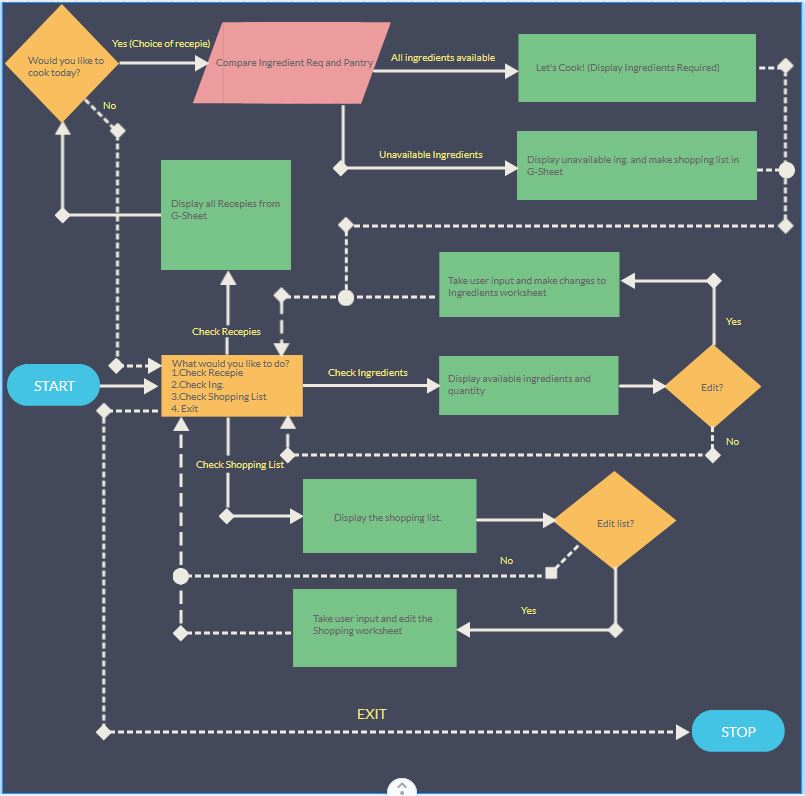 Would you like to
cook today?
Yes (Choice of recepie)
Compare Ingredient Req and Pantry
All ingredients available
Let's Cook! (Display Ingredients Required)
No
Unavailable Ingredients
Display unavailable ing. and make shopping list in
G-Sheet
Display all Recepies from
G-Sheet
Take user input and make changes to
Ingredients worksheet
Yes
Check Recepies
START
What would you like to do?
1.Check Recepie
2.Check Ing.
3.Check Shopping List
4. Exit
Check Ingredients
Display available ingredients and
quantity
Edit?
No
Check Shopping List
Display the shopping list.
Edit list?
No
Yes
Take user input and edit the
Shopping worksheet
EXIT
STOP